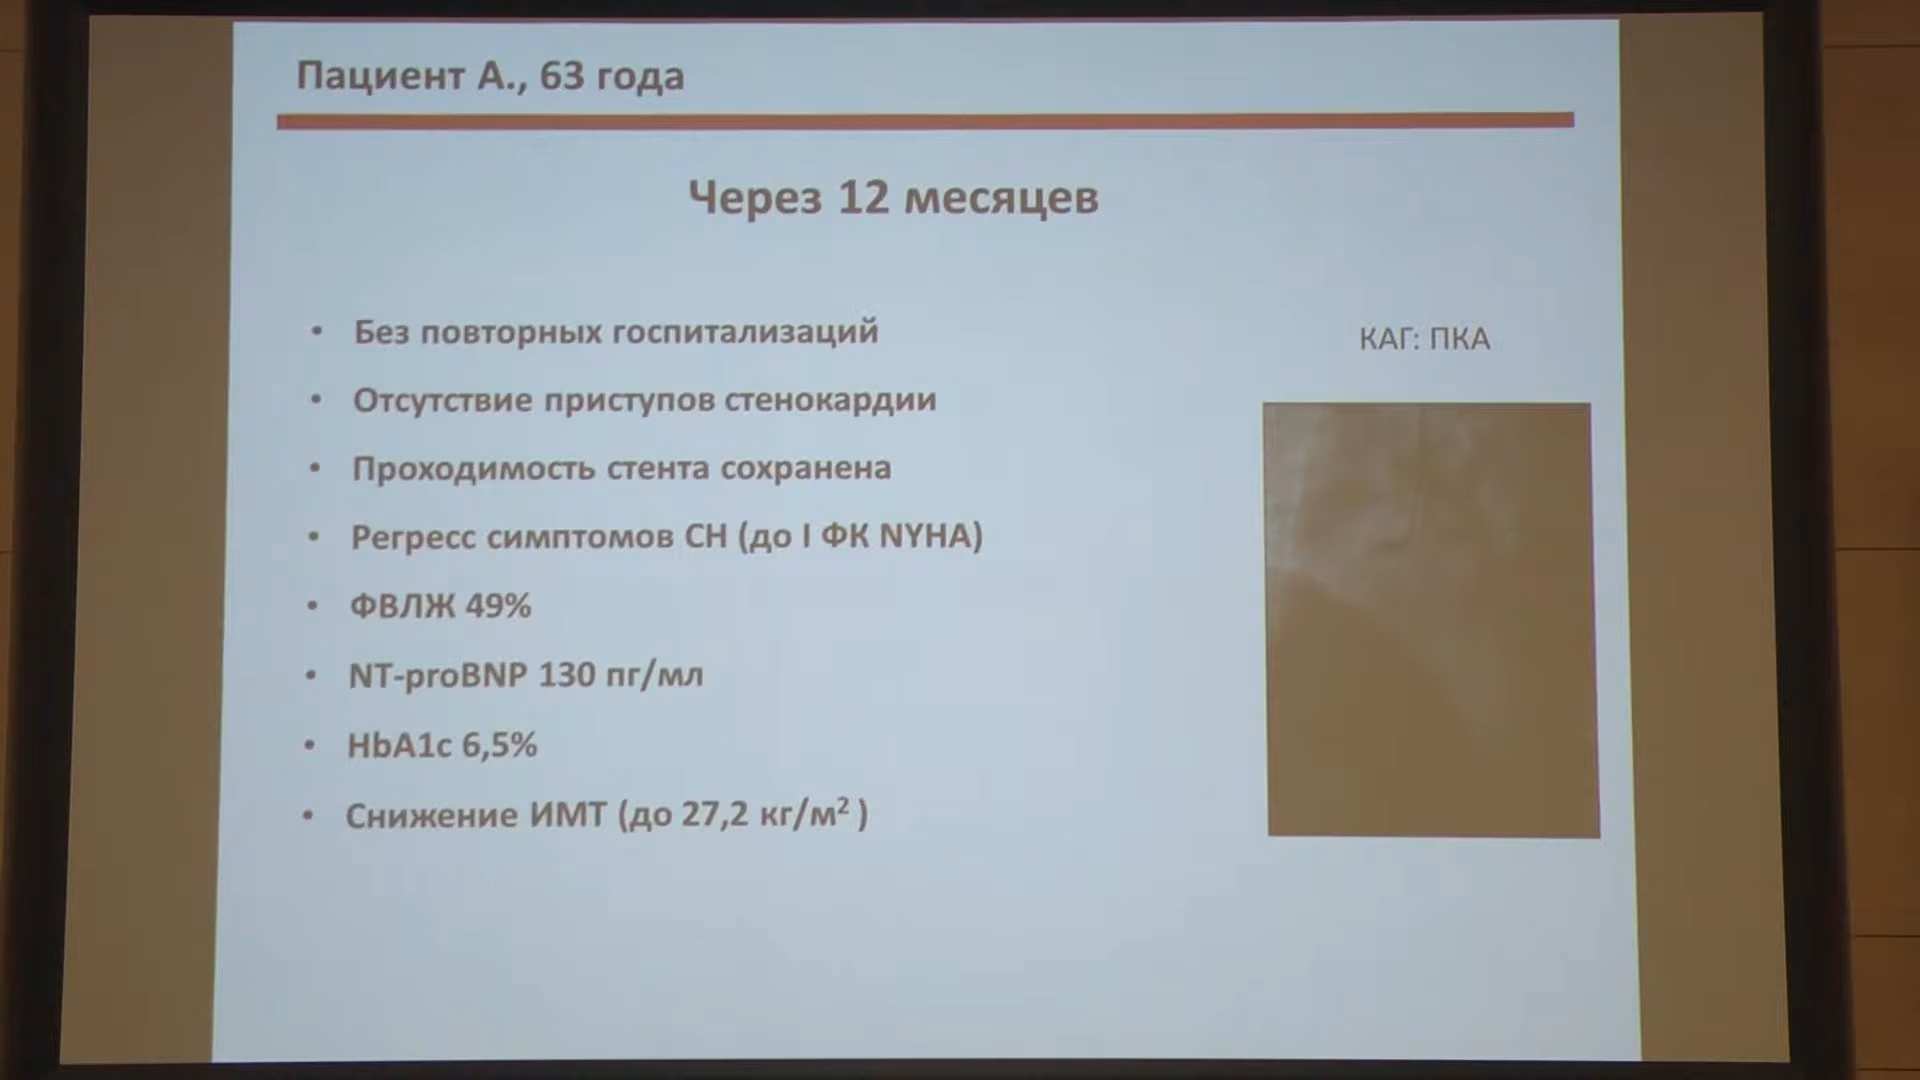 Пациент А., 63 года
Через 12 месяцев
• Без повторных госпитализаций
• Отсутствие приступов стенокардии
• Проходимость стента сохранена
• Регресс симптомов СН (до I ФК NYHA)
• ФВЛЖ 49%
• NT-proBNP 130 пг/мл
• HbA1c 6,5%
• Снижение ИМТ (до 27,2 кг/м² )
КАГ: ПКА